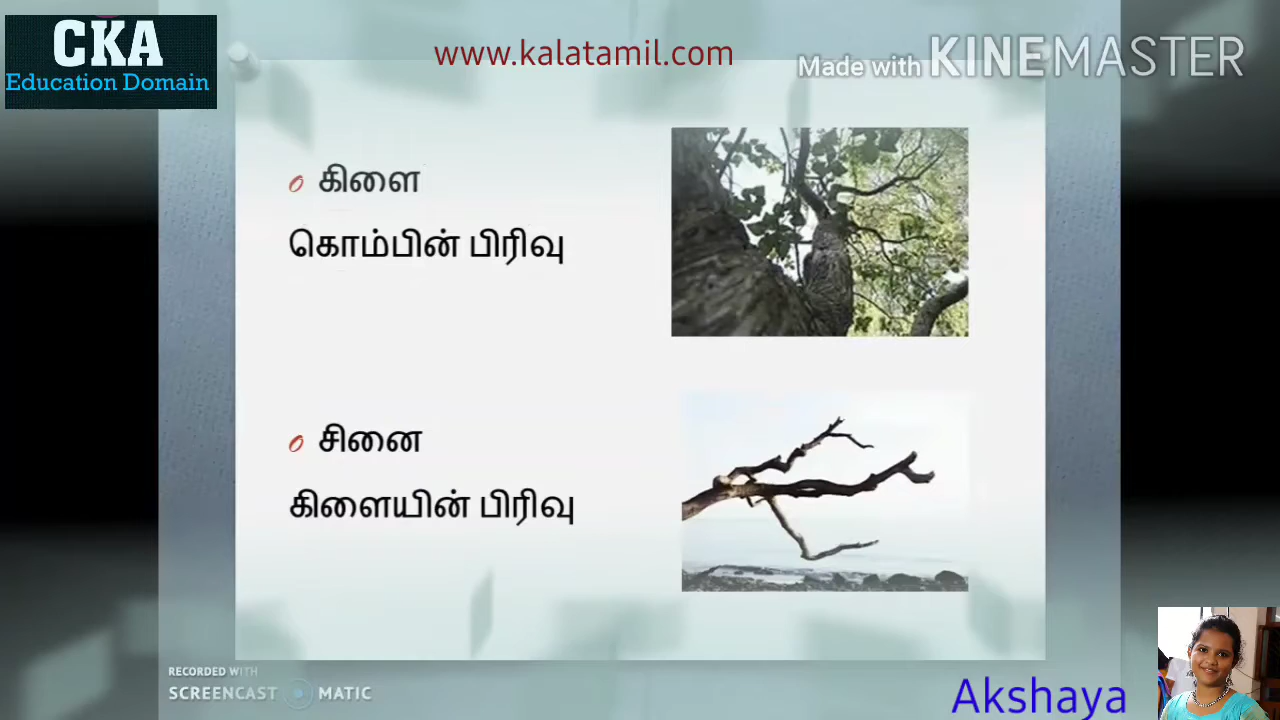 CKA
Education Domain
www.kalatamil.com
Made with KINEMASTER
கிளை
கொம்பின் பிரிவு
சினை
கிளையின் பிரிவு
RECORDED WITH
SCREENCAST MATIC
Akshaya